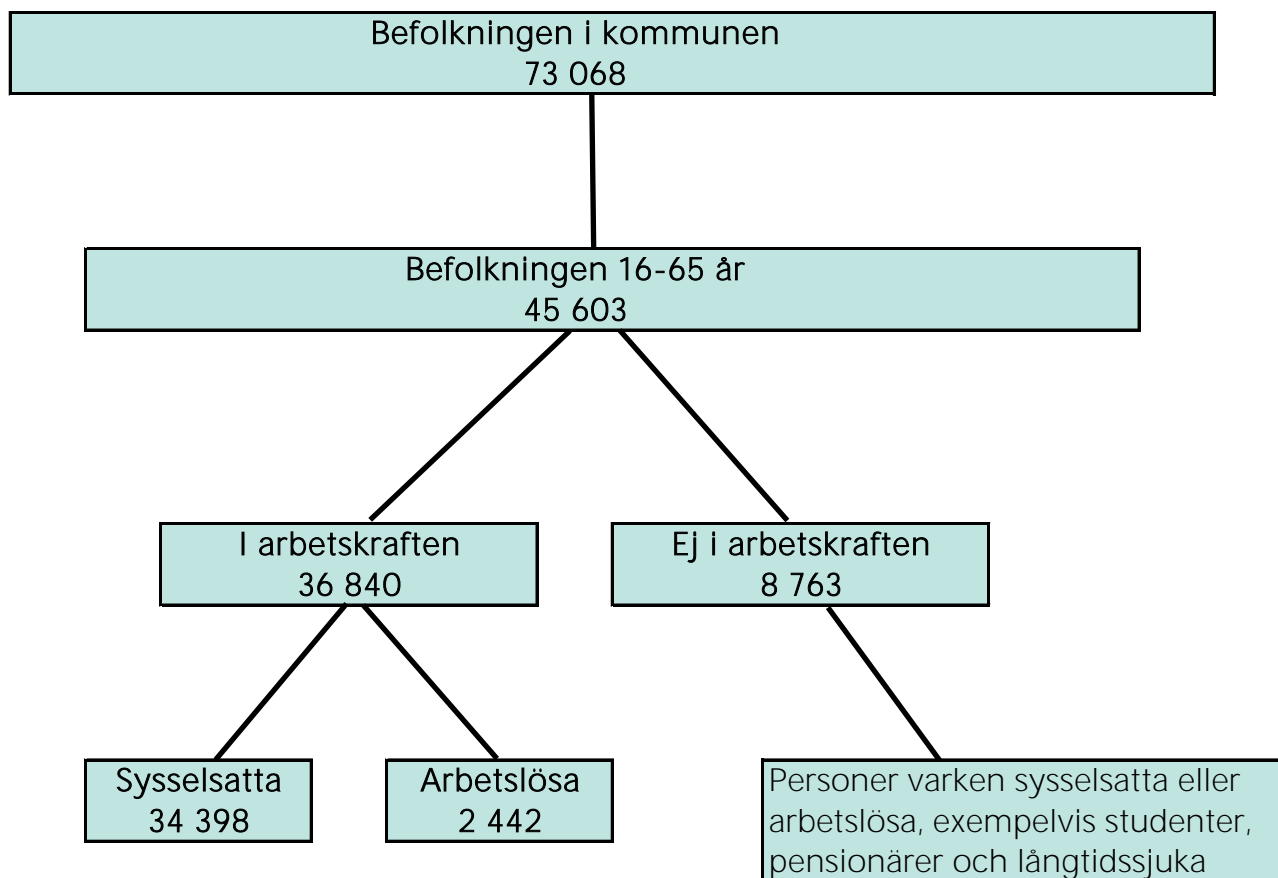 Befolkningen i kommunen
73 068
Befolkningen 16-65 år
45 603
I arbetskraften
36 840
Ej i arbetskraften
8 763
Sysselsatta
34 398
Arbetslösa
2 442
Personer varken sysselsatta eller
arbetslösa, exempelvis studenter,
pensionärer och långtidssjuka